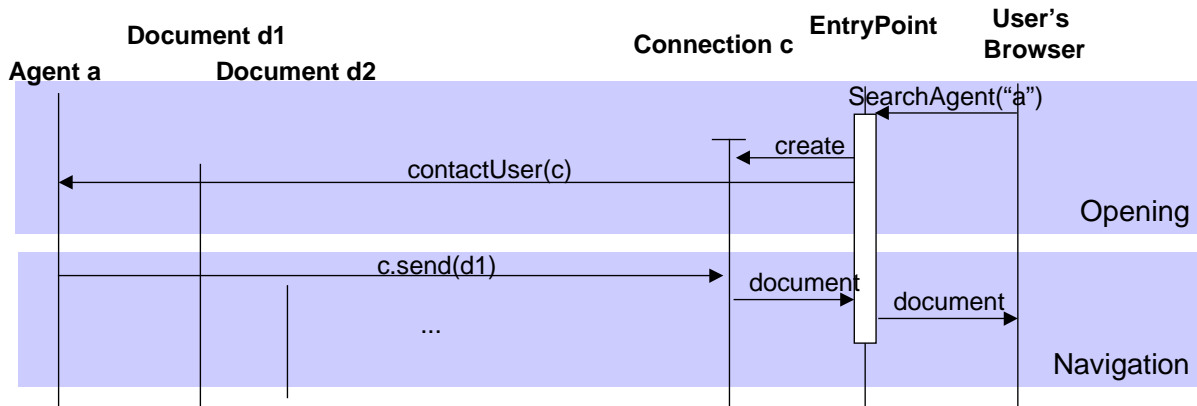 User's
Browser
EntryPoint
Document d1
Connection c
Agent a
Document d2
SearchAgent(“a”)
create
contactUser(c)
Opening
c.send(d1)
document
document
...
Navigation